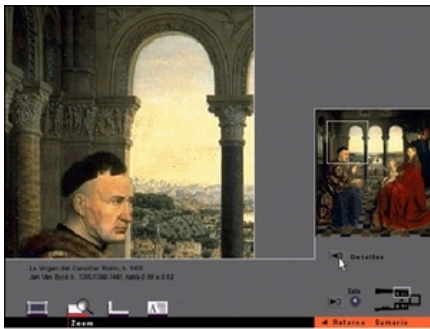 La Virgen del Canciller Rolin, h. 1435
Jan Van Eyck h. 1395/1390-1441, tabla 0.66 x 0.62
Detalles
Sala
Zoom
Retorno Sumario